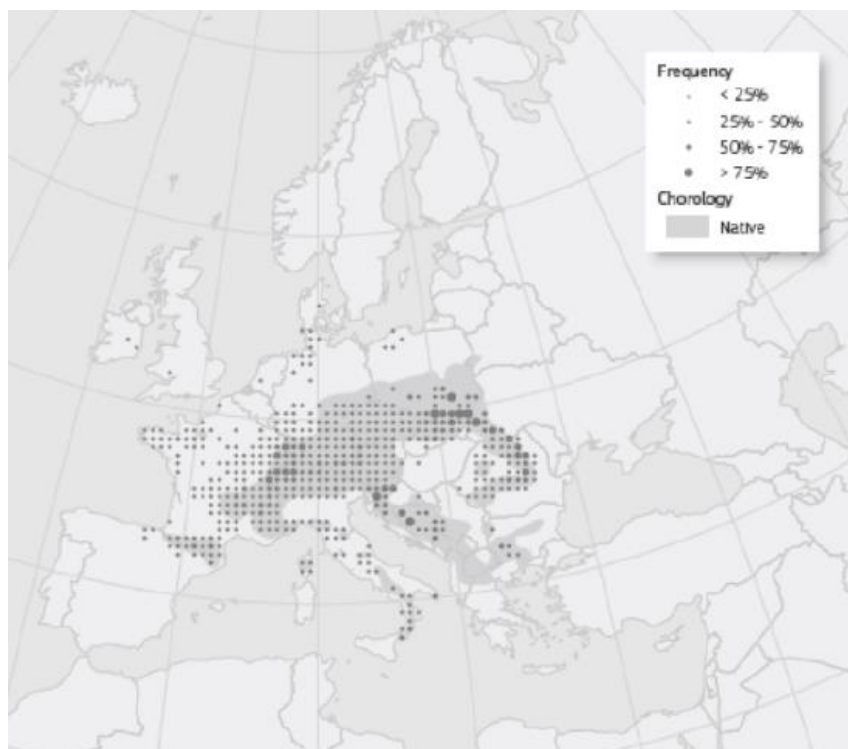 Frequency
< 25%
25% - 50%
50% - 75%
> 75%
Chorology
Native